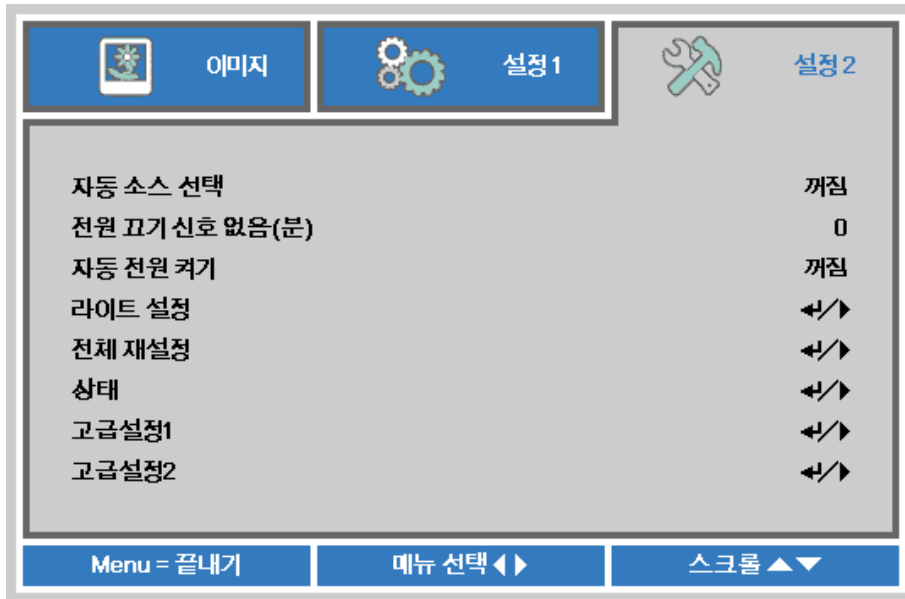 이미지 설정1 설정2
자동 소스 선택 꺼짐
전원 끄기 신호 없음(분) 0
자동 전원 켜기 꺼짐
라이트 설정 ↵/▶
전체 재설정 ↵/▶
상태 ↵/▶
고급설정1 ↵/▶
고급설정2 ↵/▶
Menu = 끝내기 메뉴 선택◀▶ 스크롤▲▼